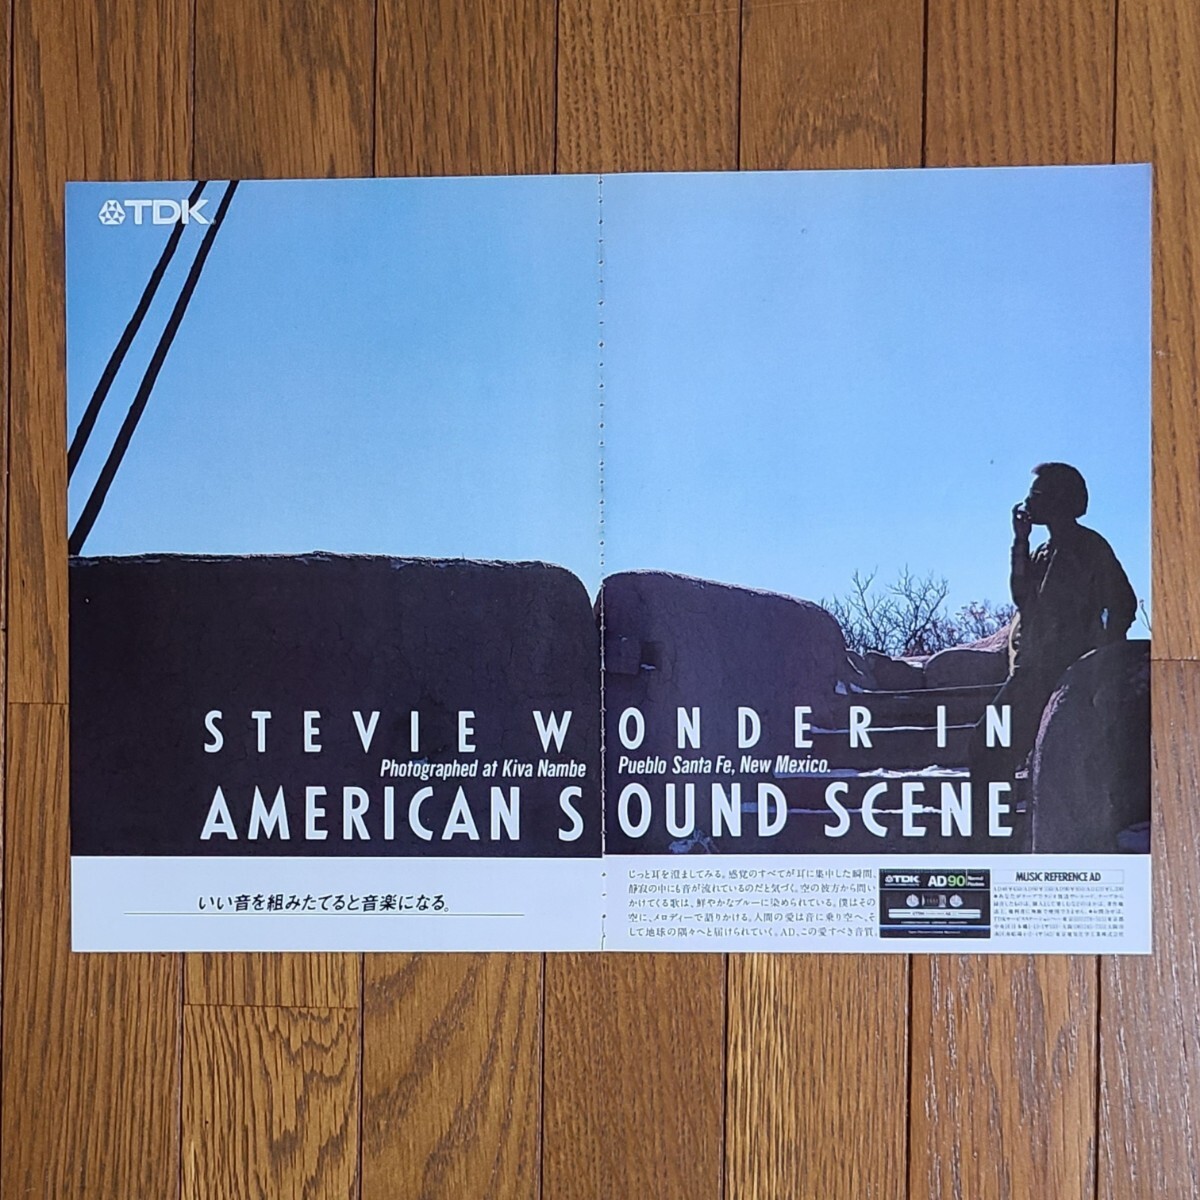 TDK
STEVIE WONDER IN
Photographed at Kiva Nambe Pueblo Santa Fe, New Mexico.
AMERICAN SOUND SCENE
いい音を組みたてると音楽になる。
じっと耳を澄ましてみる。感覚のすべてが耳に集中した瞬間、
静寂の中にも音が流れているのだと気づく。空の彼方から問い
かけてくる歌は、鮮やかなブルーに染められている。僕はその
空に、メロディーで語りかける。人間の愛は音に乗り空へ、そ
して地球の隅々へと届けられていく。AD。この愛すべき音質。
TDK AD90
MUSIC REFERENCE AD